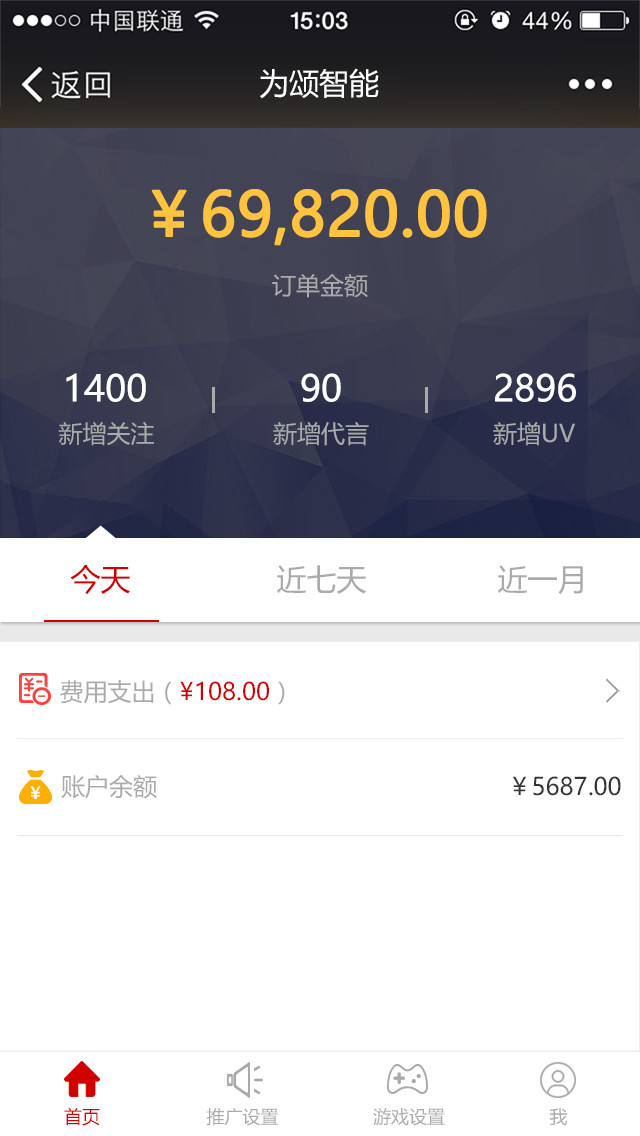 中国联通 15:03 44%
返回 为颂智能
￥69,820.00
订单金额
1400 90 2896
新增关注 新增代言 新增UV
今天 近七天 近一月
费用支出 ( ¥108.00 )
账户余额 ￥5687.00
首页 推广设置 游戏设置 我